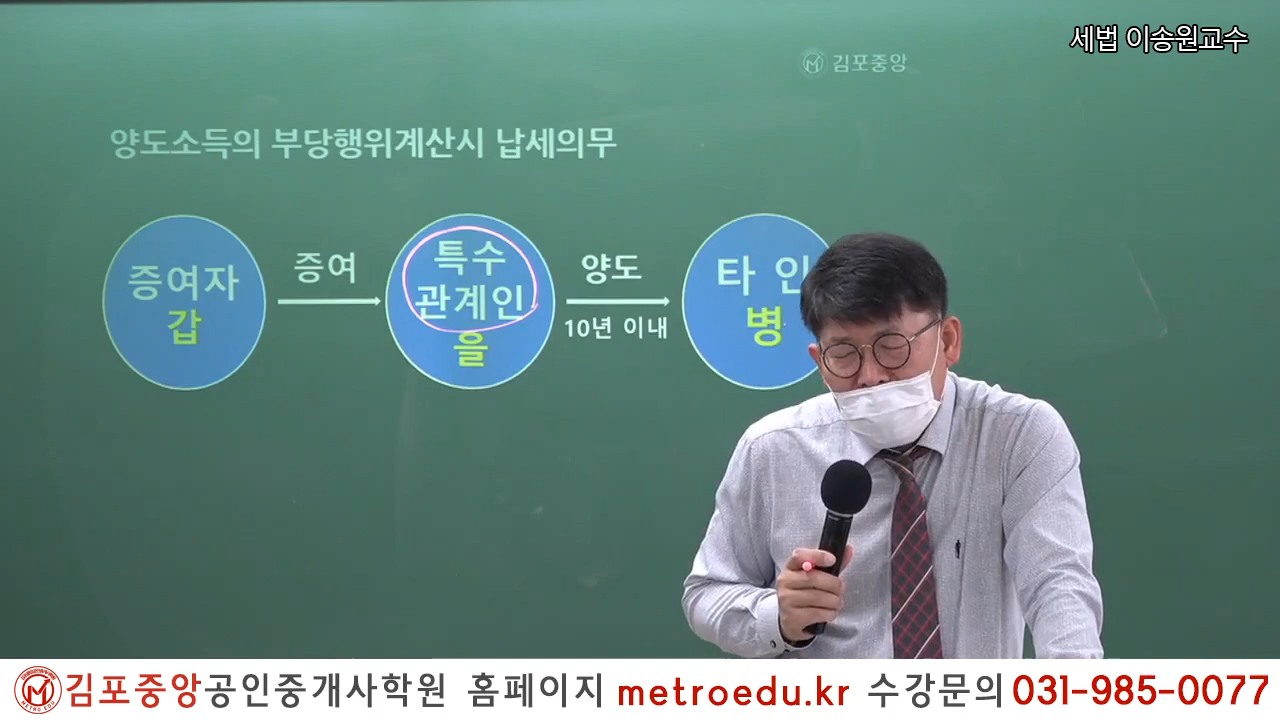 세법 이송원교수
김포중앙
양도소득의 부당행위계산시 납세의무
증여자
갑
증여
특수
관계인
을
양도
10년 이내
타 인
병
METRO EDU
김포중앙공인중개사학원 홈페이지 metroedu.kr 수강문의 031-985-0077